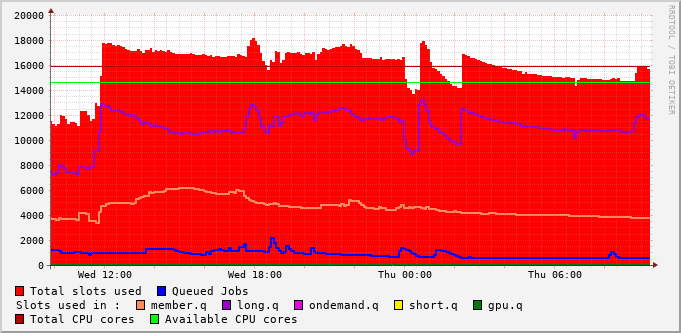 20000
18000
16000
14000
12000
10000
8000
6000
4000
2000
0
Wed 12:00 Wed 18:00 Thu 00:00 Thu 06:00
RRDTOOL / TOBI OETIKER
Total slots used Queued Jobs
Slots used in : member.q long.q ondemand.q short.q gpu.q
Total CPU cores Available CPU cores